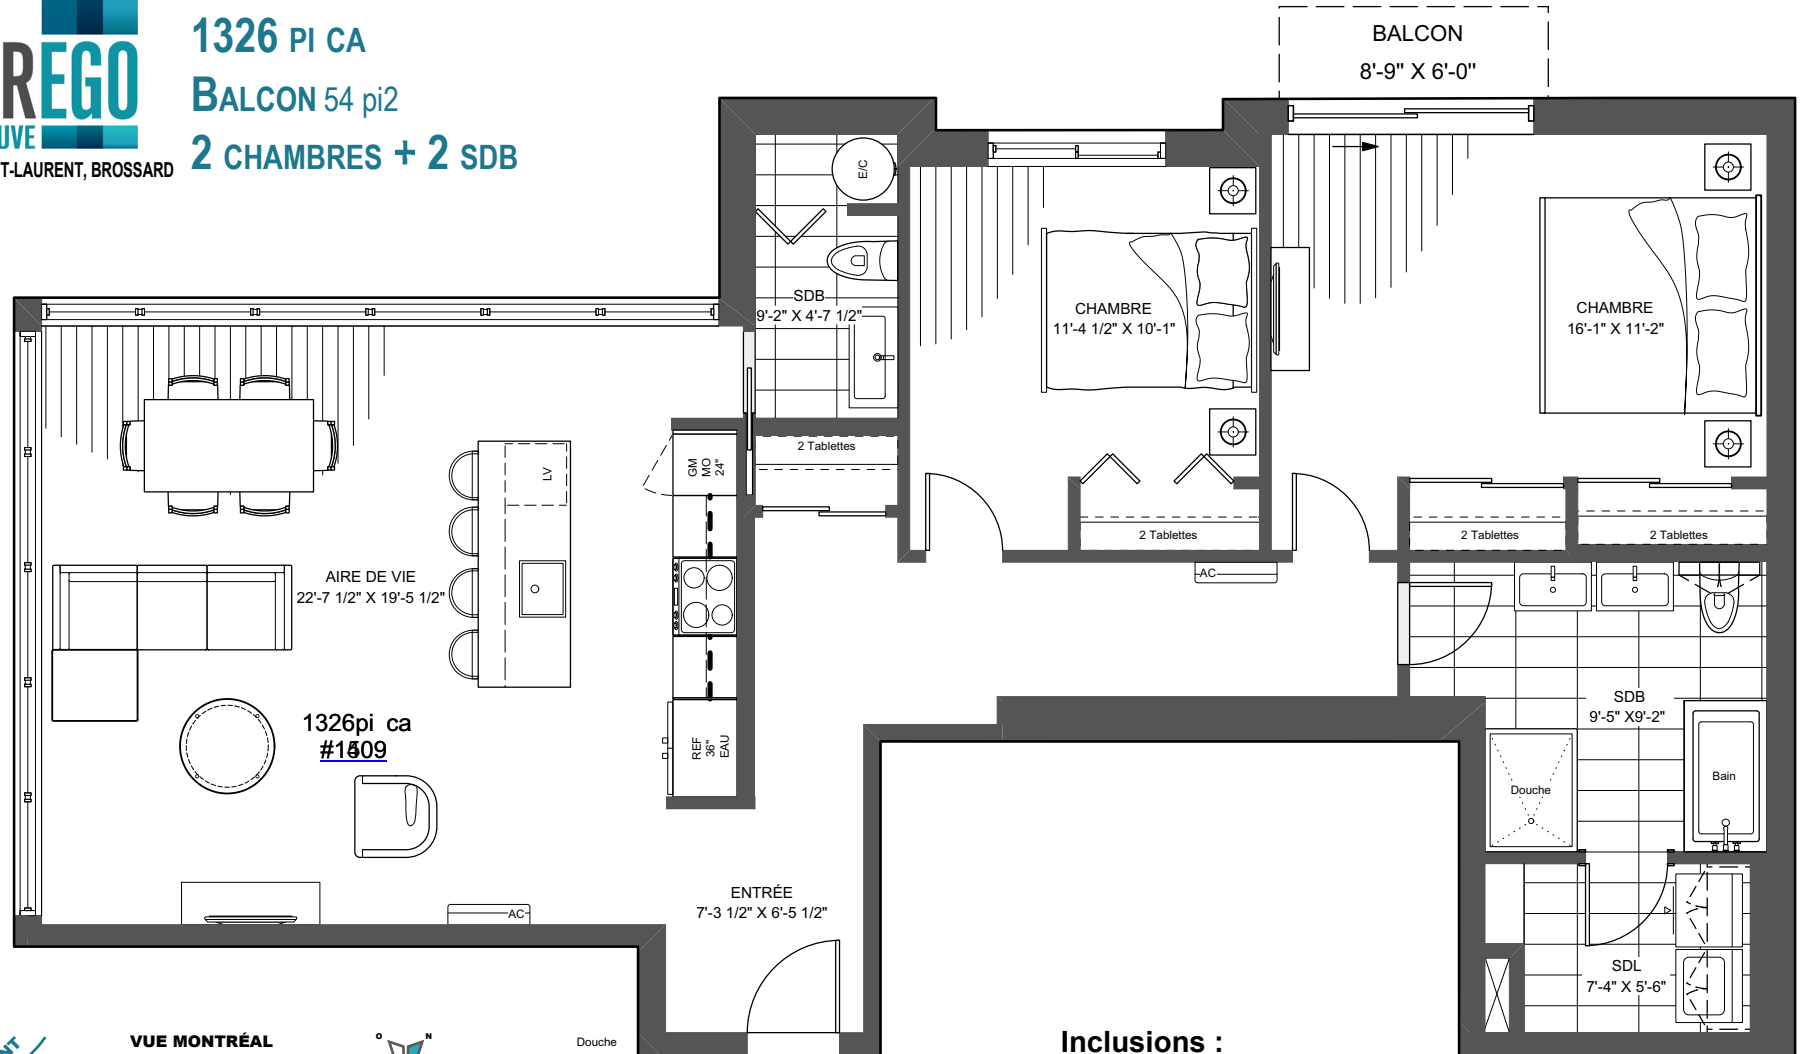 REGO
UVE
T-LAURENT, BROSSARD
1326 PI CA
BALCON 54 pi2
2 CHAMBRES + 2 SDB
BALCON
8'-9" X 6'-0"
E/C
SDB
9'-2" X 4'-7 1/2"
CHAMBRE
11'-4 1/2" X 10'-1"
CHAMBRE
16'-1" X 11'-2"
2 Tablettes
GM
MO
24"
LV
2 Tablettes
2 Tablettes
2 Tablettes
AC
AIRE DE VIE
22'-7 1/2" X 19'-5 1/2"
1326pi ca
REF
36"
EAU
SDB
9'-5" X9'-2"
Douche
Bain
ENTRÉE
7'-3 1/2" X 6'-5 1/2"
AC
SDL
7'-4" X 5'-6"
VUE MONTRÉAL
O
N
Douche
Inclusions :